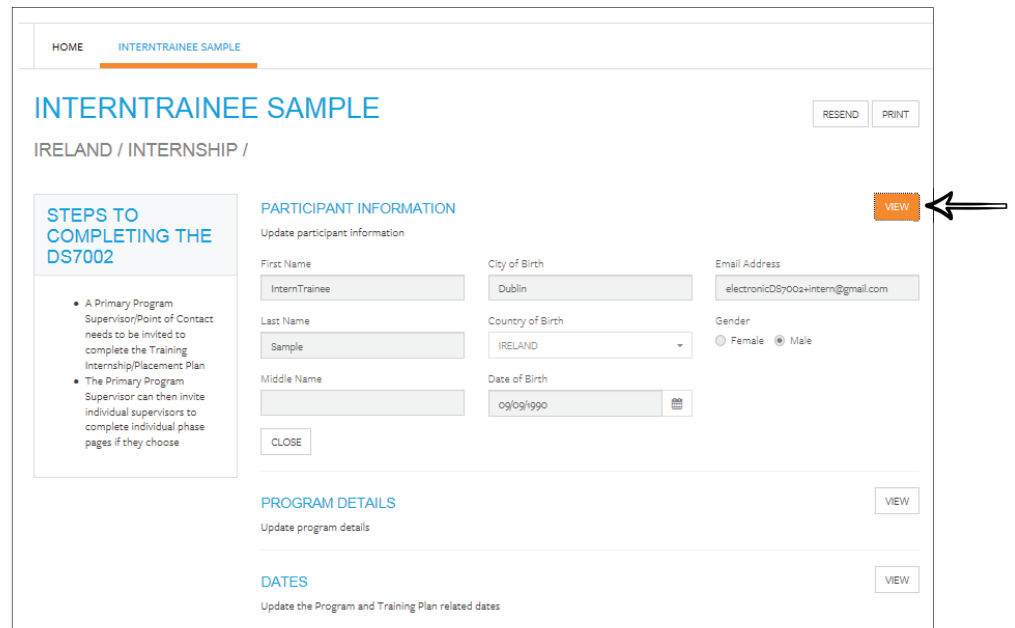 HOME INTERNTRAINEE SAMPLE
INTERNTRAINEE SAMPLE
RESEND PRINT
IRELAND / INTERNSHIP /
STEPS TO
COMPLETING THE
DS7002
• A Primary Program
Supervisor/Point of Contact
needs to be invited to
complete the Training
Internship/Placement Plan
• The Primary Program
Supervisor can then invite
individual supervisors to
complete individual phase
pages if they choose
PARTICIPANT INFORMATION VIEW
Update participant information
First Name City of Birth Email Address
InternTrainee Dublin electronicDS7002+intern@gmail.com
Last Name Country of Birth Gender
Sample IRELAND Female Male
Middle Name Date of Birth
09/09/1990
CLOSE
PROGRAM DETAILS VIEW
Update program details
DATES VIEW
Update the Program and Training Plan related dates